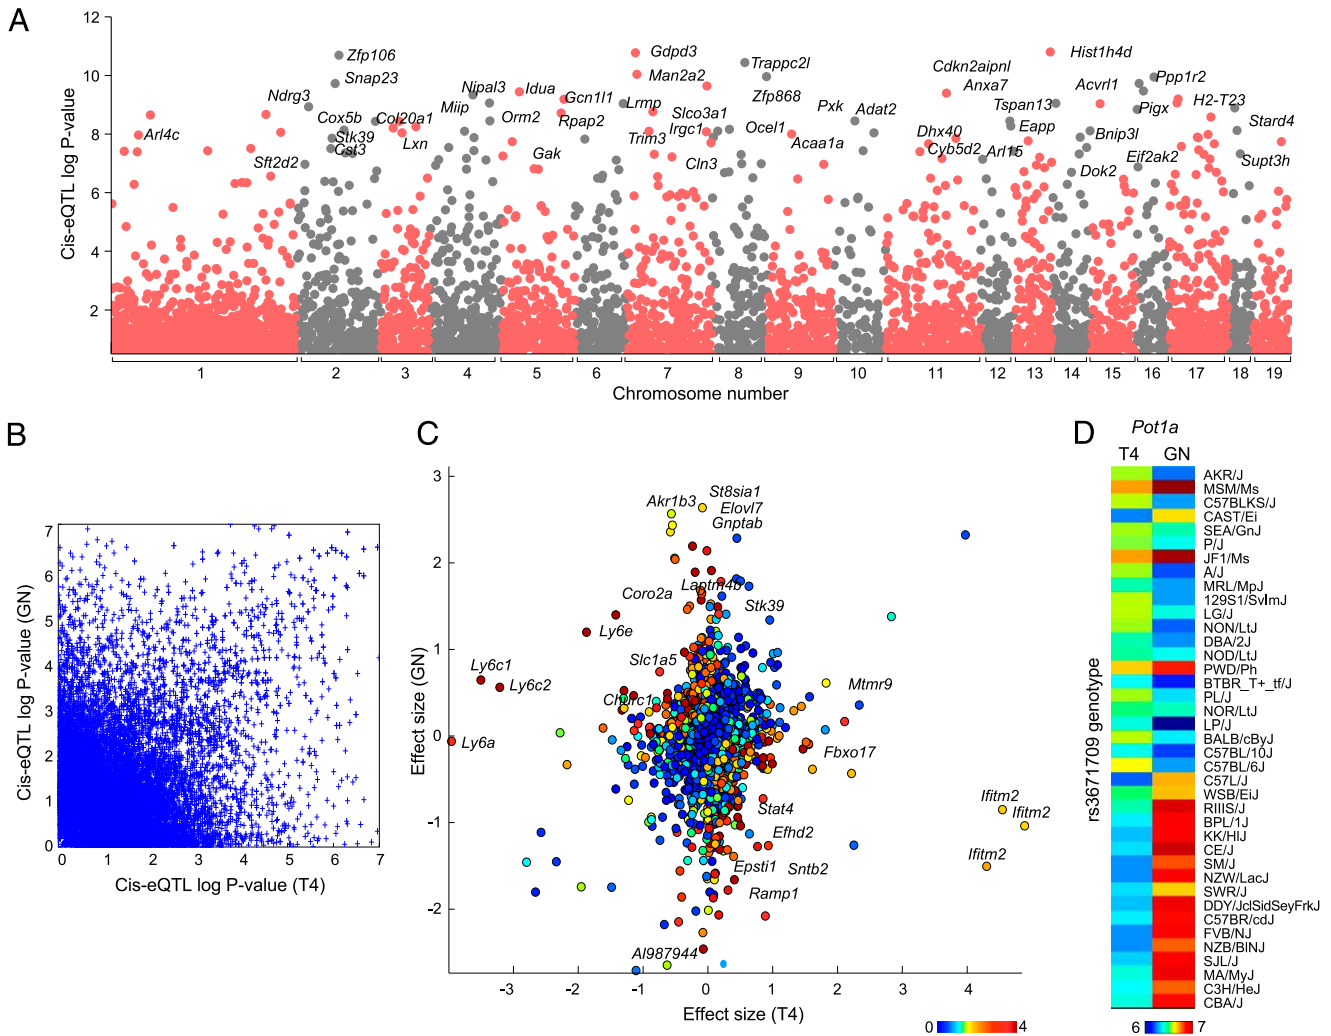 A
12
10
8
6
4
2
Cis-eQTL log P-value
Arl4c
Ndrg3
Sft2d2
Zfp106
Snap23
Cox5b
Stk39
Cst3
Col20a1
Lxn
Nipal3
Miip
Idua
Orm2
Gcn1l1
Rpap2
Gak
Gdpd3
Man2a2
Lrmp
Slco3a1
Trim3
Irgc1
Cln3
Trappc2l
Zfp868
Ocel1
Pxk
Acaa1a
Adat2
Cdkn2aipnl
Anxa7
Dhx40
Cyb5d2
Tspan13
Eapp
Arl15
Hist1h4d
Acvrl1
Bnip3l
Dok2
Ppp1r2
Pigx
Eif2ak2
H2-T23
Stard4
Supt3h
1 2 3 4 5 6 7 8 9 10 11 12 13 14 15 16 17 18 19
Chromosome number
B
7
6
5
4
3
2
1
0
Cis-eQTL log P-value (GN)
0 1 2 3 4 5 6 7
Cis-eQTL log P-value (T4)
C
3
2
1
0
-1
-2
Effect size (GN)
Akr1b3
St8sia1
Elovl7
Gnptab
Coro2a
Laptm4b
Stk39
Ly6e
Slc1a5
Ly6c1
Ly6c2
Churc1
Mtmr9
Ly6a
Fbxo17
Stat4
Ifitm2
Ifitm2
Efhd2
Epsti1
Sntb2
Ifitm2
Ramp1
AI987944
-3 -2 -1 0 1 2 4
Effect size (T4)
0 4
D
Pot1a
T4 GN
rs3671709 genotype
AKR/J
MSM/Ms
C57BLKS/J
CAST/Ei
SEA/GnJ
P/J
JF1/Ms
A/J
MRL/MpJ
129S1/SvImJ
LG/J
NON/LtJ
DBA/2J
NOD/LtJ
PWD/Ph
BTBR_T+_tf/J
PL/J
NOR/LtJ
LP/J
BALB/cByJ
C57BL/10J
C57BL/6J
C57L/J
WSB/EiJ
RIIIS/J
BPL/1J
KK/HIJ
CE/J
SM/J
NZW/LacJ
SWR/J
DDY/JclSidSeyFrkJ
C57BR/cdJ
FVB/NJ
NZB/BINJ
SJL/J
MA/MyJ
C3H/HeJ
CBA/J
6 7